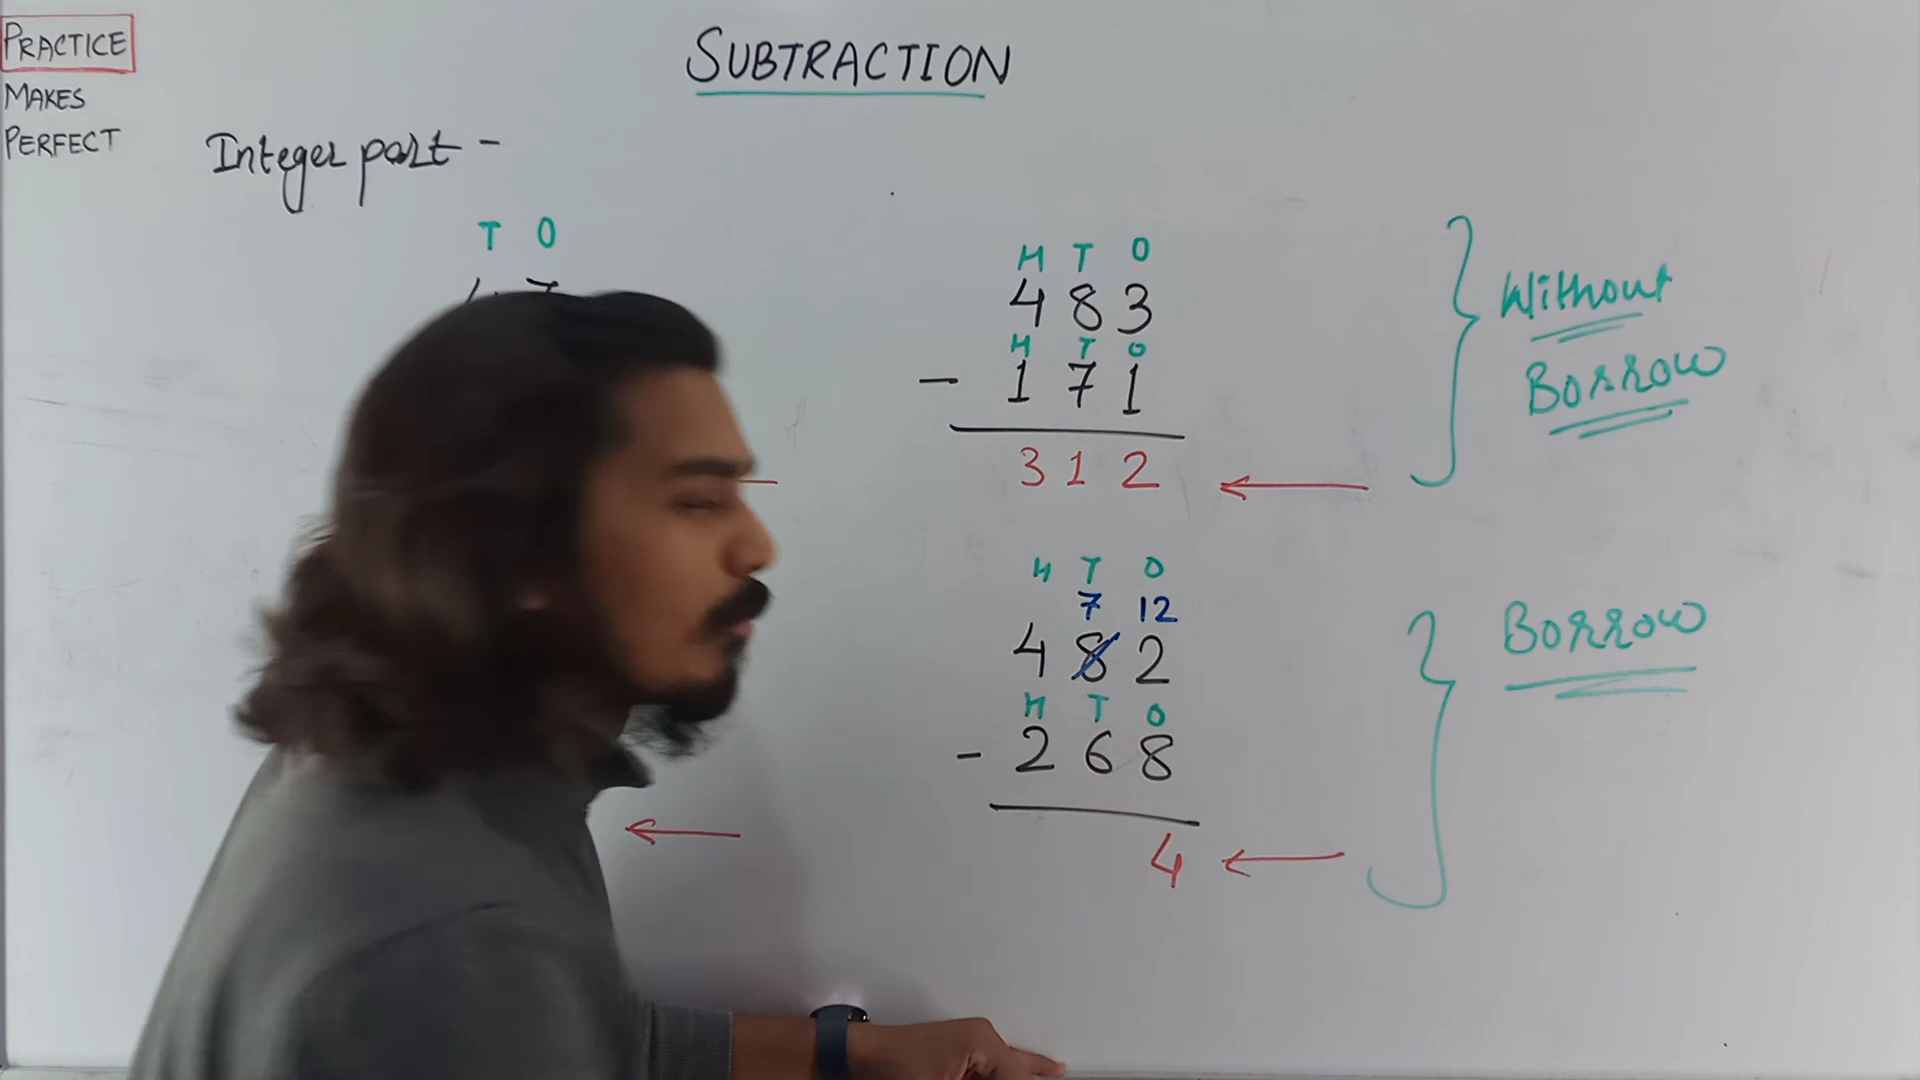 PRACTICE
MAKES
PERFECT
SUBTRACTION
Integer part -
T O
H T O
4 8 3
H T O
- 1 7 1
3 1 2
Without
Borrow
H T O
7 12
4 8 2
H T O
- 2 6 8
4
Borrow